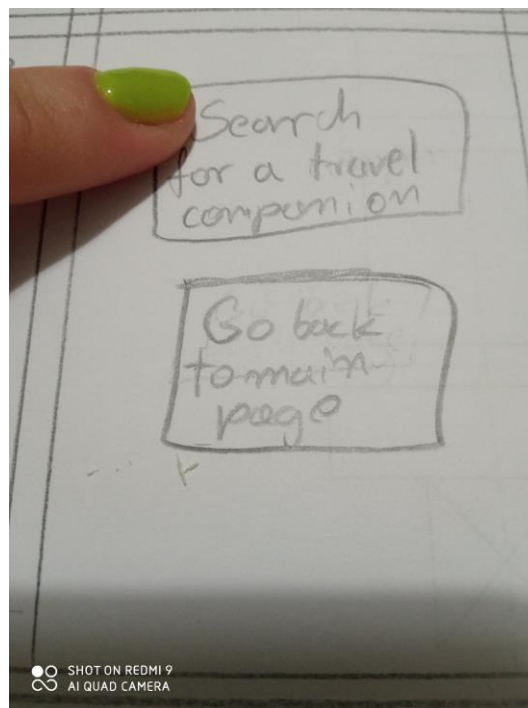 Search
for a travel
companion
Go back
to main
page
SHOT ON REDMI 9
AI QUAD CAMERA